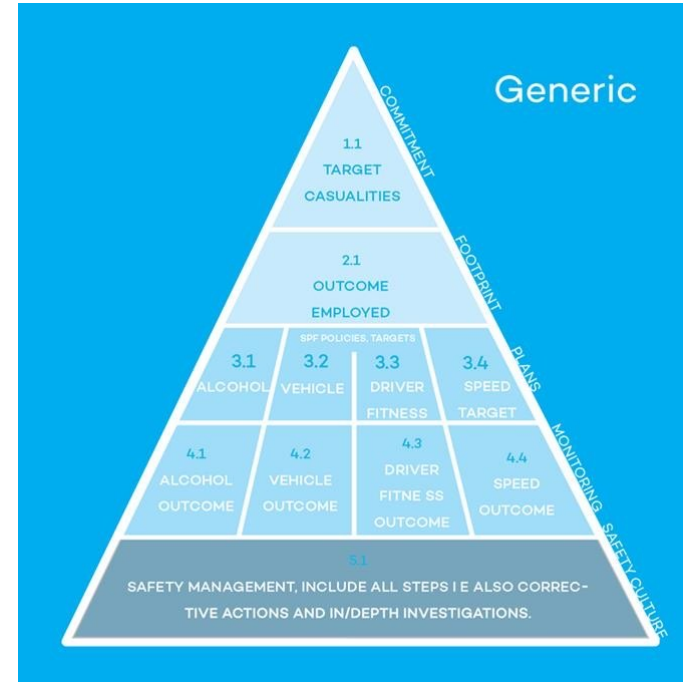 Generic
COMMITMENT
1.1
TARGET
CASUALITIES
FOOTPRINT
2.1
OUTCOME
EMPLOYED
PLANS
SPF POLICIES, TARGETS
3.1
ALCOHOL
3.2
VEHICLE
3.3
DRIVER
FITNESS
3.4
SPEED
TARGET
MONITORING
4.1
ALCOHOL
OUTCOME
4.2
VEHICLE
OUTCOME
4.3
DRIVER
FITNE SS
OUTCOME
4.4
SPEED
OUTCOME
SAFETY CULTURE
5.1
SAFETY MANAGEMENT, INCLUDE ALL STEPS I E ALSO CORREC-
TIVE ACTIONS AND IN/DEPTH INVESTIGATIONS.